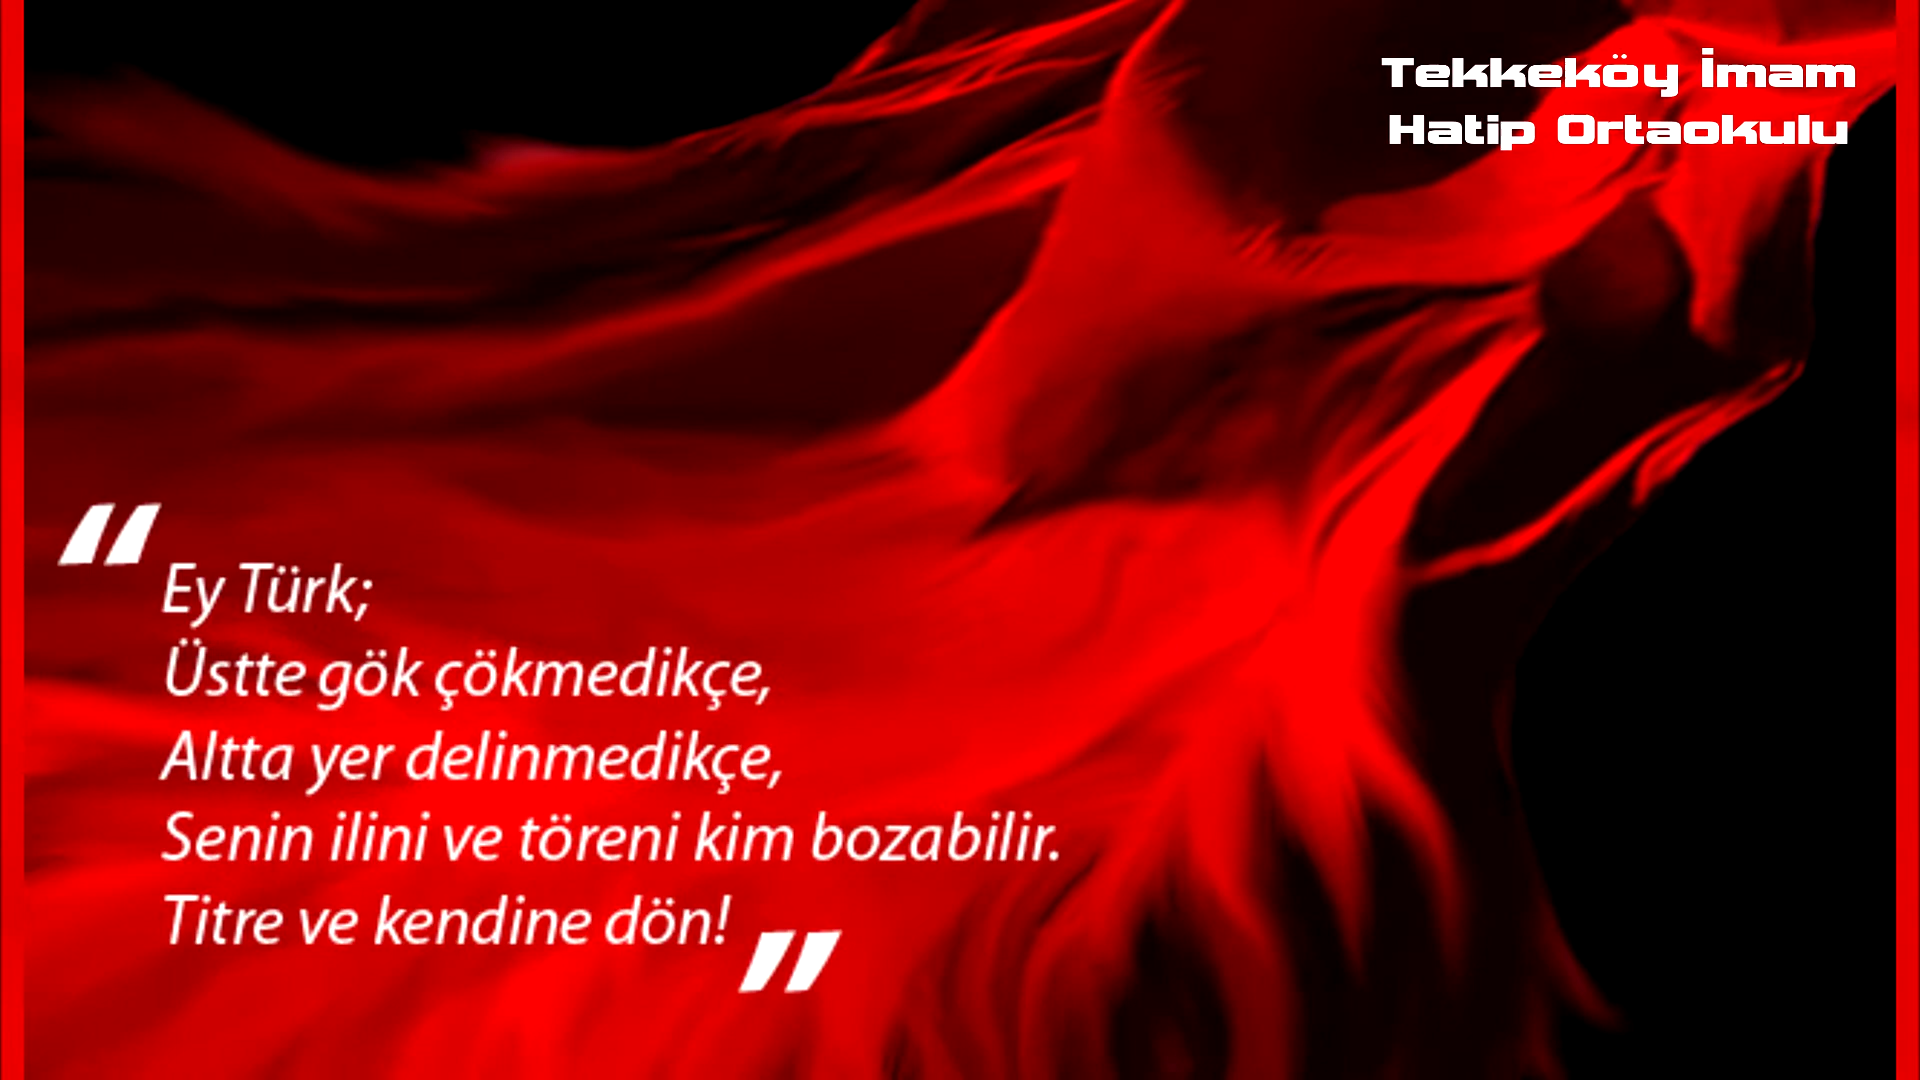 Tekkeköy İmam
Hatip Ortaokulu
“Ey Türk;
Üstte gök çökmedikçe,
Altta yer delinmedikçe,
Senin ilini ve töreni kim bozabilir.
Titre ve kendine dön!”